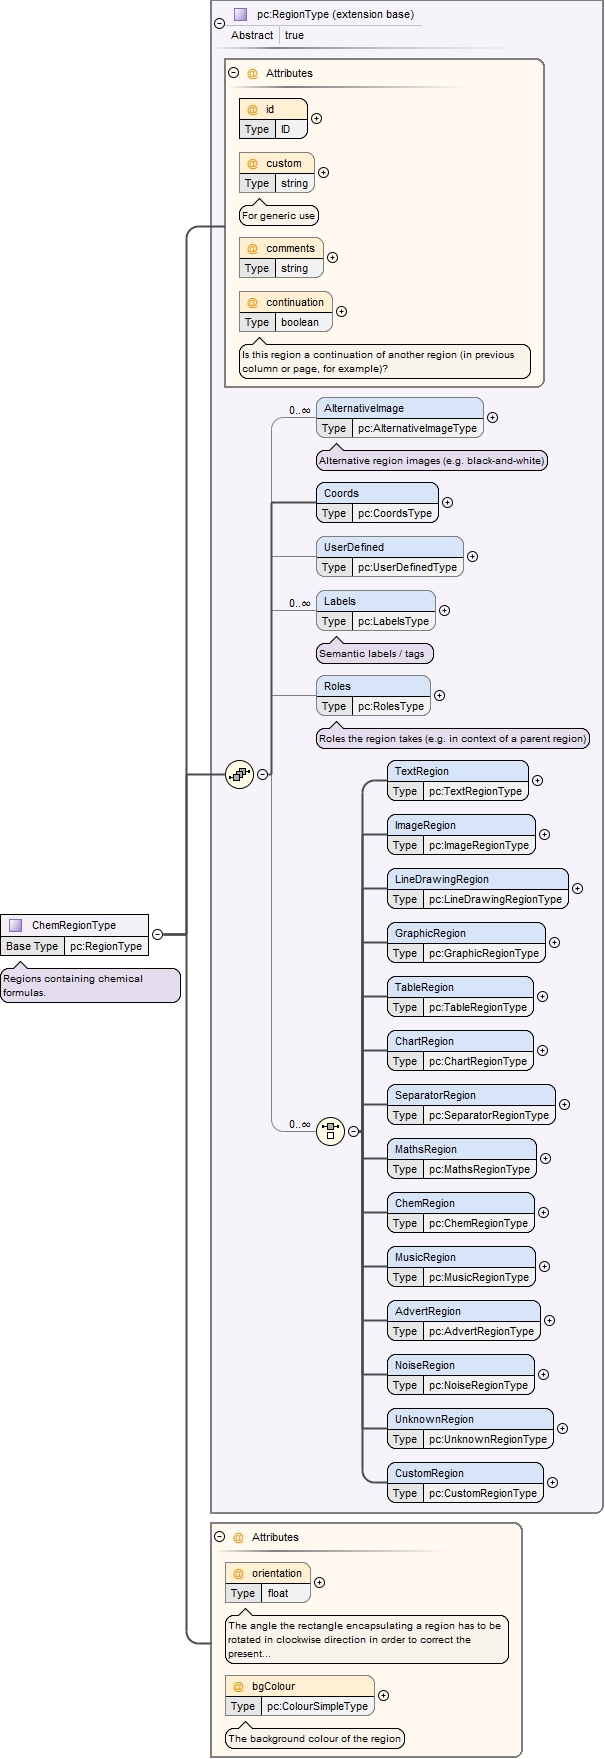 pc:RegionType (extension base)
Abstract true
@ Attributes
@ id
Type ID
@ custom
Type string
For generic use
@ comments
Type string
@ continuation
Type boolean
Is this region a continuation of another region (in previous
column or page, for example)?
0..∞ AlternativeImage
Type pc:AlternativeImageType
Alternative region images (e.g. black-and-white)
Coords
Type pc:CoordsType
UserDefined
Type pc:UserDefinedType
0..∞ Labels
Type pc:LabelsType
Semantic labels / tags
Roles
Type pc:RolesType
Roles the region takes (e.g. in context of a parent region)
TextRegion
Type pc:TextRegionType
ImageRegion
Type pc:ImageRegionType
LineDrawingRegion
Type pc:LineDrawingRegionType
ChemRegionType
Base Type pc:RegionType
Regions containing chemical
formulas.
GraphicRegion
Type pc:GraphicRegionType
TableRegion
Type pc:TableRegionType
ChartRegion
Type pc:ChartRegionType
SeparatorRegion
Type pc:SeparatorRegionType
0..∞
MathsRegion
Type pc:MathsRegionType
ChemRegion
Type pc:ChemRegionType
MusicRegion
Type pc:MusicRegionType
AdvertRegion
Type pc:AdvertRegionType
NoiseRegion
Type pc:NoiseRegionType
UnknownRegion
Type pc:UnknownRegionType
CustomRegion
Type pc:CustomRegionType
@ Attributes
@ orientation
Type float
The angle the rectangle encapsulating a region has to be
rotated in clockwise direction in order to correct the
present...
@ bgColour
Type pc:ColourSimpleType
The background colour of the region